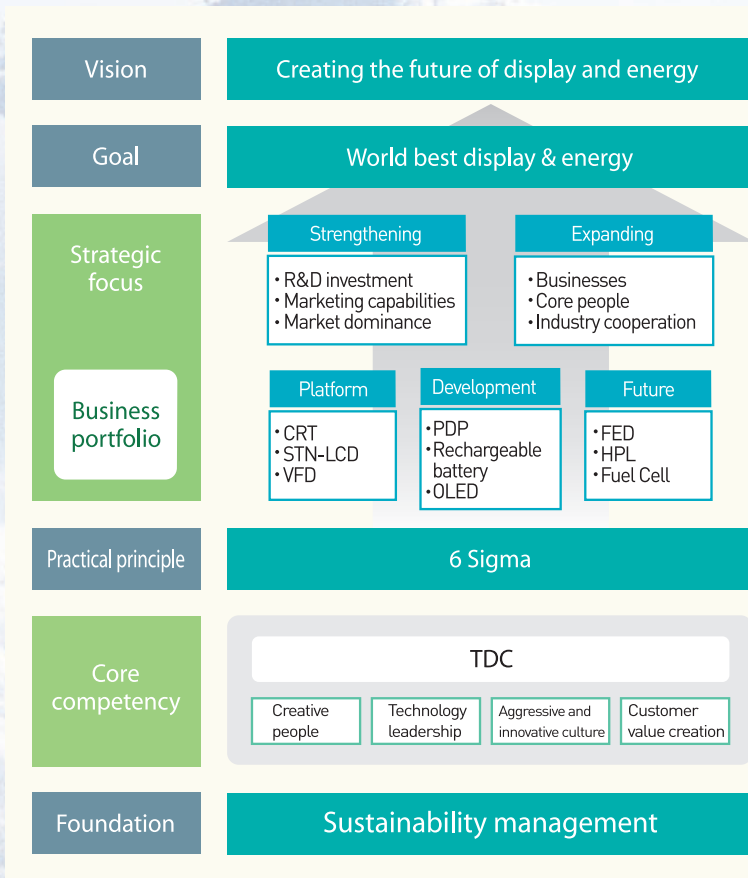 Vision
Creating the future of display and energy
Goal
World best display & energy
Strategic
focus
Strengthening
• R&D investment
• Marketing capabilities
• Market dominance
Expanding
• Businesses
• Core people
• Industry cooperation
Business
portfolio
Platform
• CRT
• STN-LCD
• VFD
Development
• PDP
• Rechargeable
battery
• OLED
Future
• FED
• HPL
• Fuel Cell
Practical principle
6 Sigma
Core
competency
TDC
Creative
people
Technology
leadership
Aggressive and
innovative culture
Customer
value creation
Foundation
Sustainability management